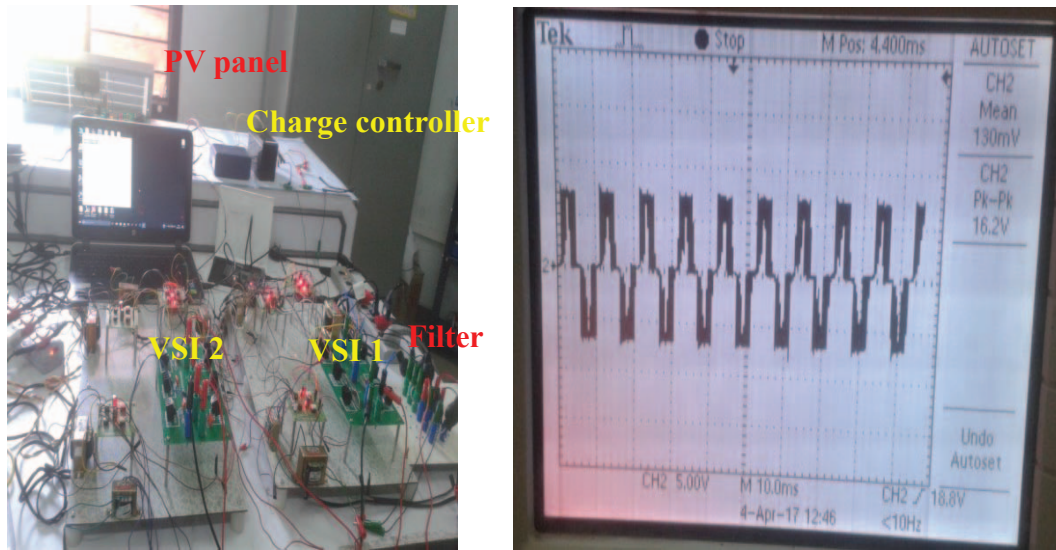 PV panel
Charge controller
VSI 2
VSI 1
Filter
Tek
Stop
M Pos: 4.400ms
AUTOSET
CH2
Mean
130mV
CH2
Pk-Pk
16.2V
2
Undo
Autoset
CH2 5.00V
M 10.0ms
CH2
18.8V
4-Apr-17 12:46
<10Hz